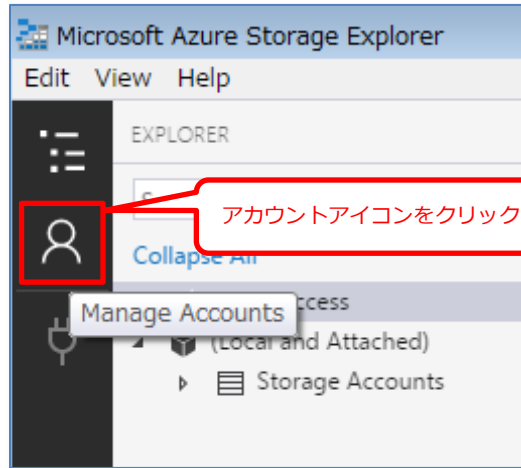 Microsoft Azure Storage Explorer
Edit View Help
EXPLORER
アカウントアイコンをクリック
Collapse All
Manage Accounts
(Local and Attached)
Storage Accounts